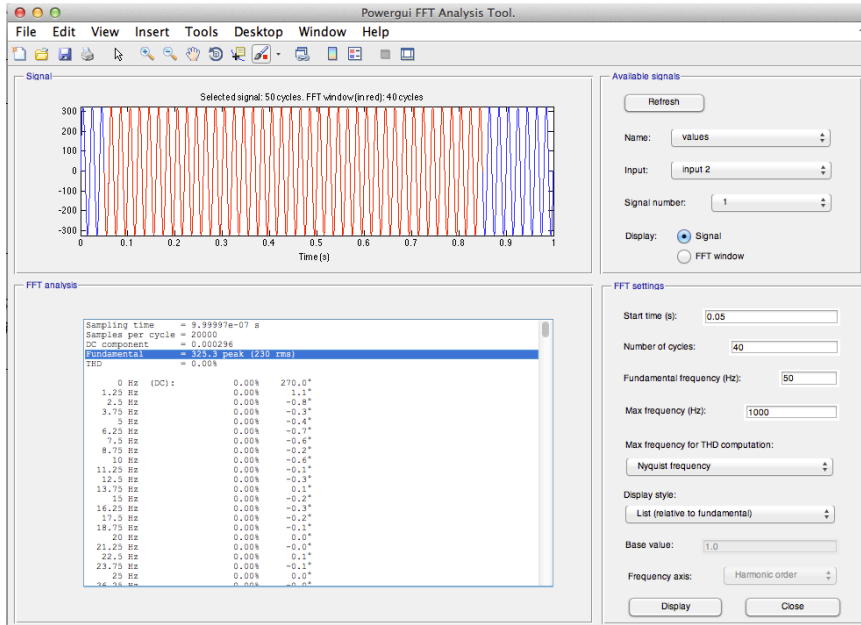 Powergui FFT Analysis Tool.
File Edit View Insert Tools Desktop Window Help
Signal
Selected signal: 50 cycles. FFT window (in red): 40 cycles
300
200
100
0
-100
-200
-300
0 0.1 0.2 0.3 0.4 0.5 0.6 0.7 0.8 0.9 1
Time (s)
Available signals
Refresh
Name: values
Input: input 2
Signal number: 1
Display: Signal
FFT window
FFT analysis
Sampling time = 9.99997e-07 s
Samples per cycle = 20000
DC component = 0.000296
Fundamental = 325.3 peak (230 rms)
THD = 0.00%
0 Hz (DC): 0.00% 270.0°
1.25 Hz 0.00% 1.1°
2.5 Hz 0.00% -0.8°
3.75 Hz 0.00% -0.3°
5 Hz 0.00% -0.4°
6.25 Hz 0.00% -0.7°
7.5 Hz 0.00% -0.6°
8.75 Hz 0.00% -0.2°
10 Hz 0.00% -0.6°
11.25 Hz 0.00% -0.1°
12.5 Hz 0.00% -0.3°
13.75 Hz 0.00% 0.1°
15 Hz 0.00% -0.2°
16.25 Hz 0.00% -0.3°
17.5 Hz 0.00% -0.2°
18.75 Hz 0.00% -0.1°
20 Hz 0.00% 0.0°
21.25 Hz 0.00% -0.0°
22.5 Hz 0.00% 0.1°
23.75 Hz 0.00% -0.1°
25 Hz 0.00% 0.0°
26.25 Hz 0.00% -0.0°
FFT settings
Start time (s): 0.05
Number of cycles: 40
Fundamental frequency (Hz): 50
Max frequency (Hz): 1000
Max frequency for THD computation:
Nyquist frequency
Display style:
List (relative to fundamental)
Base value: 1.0
Frequency axis: Harmonic order
Display Close